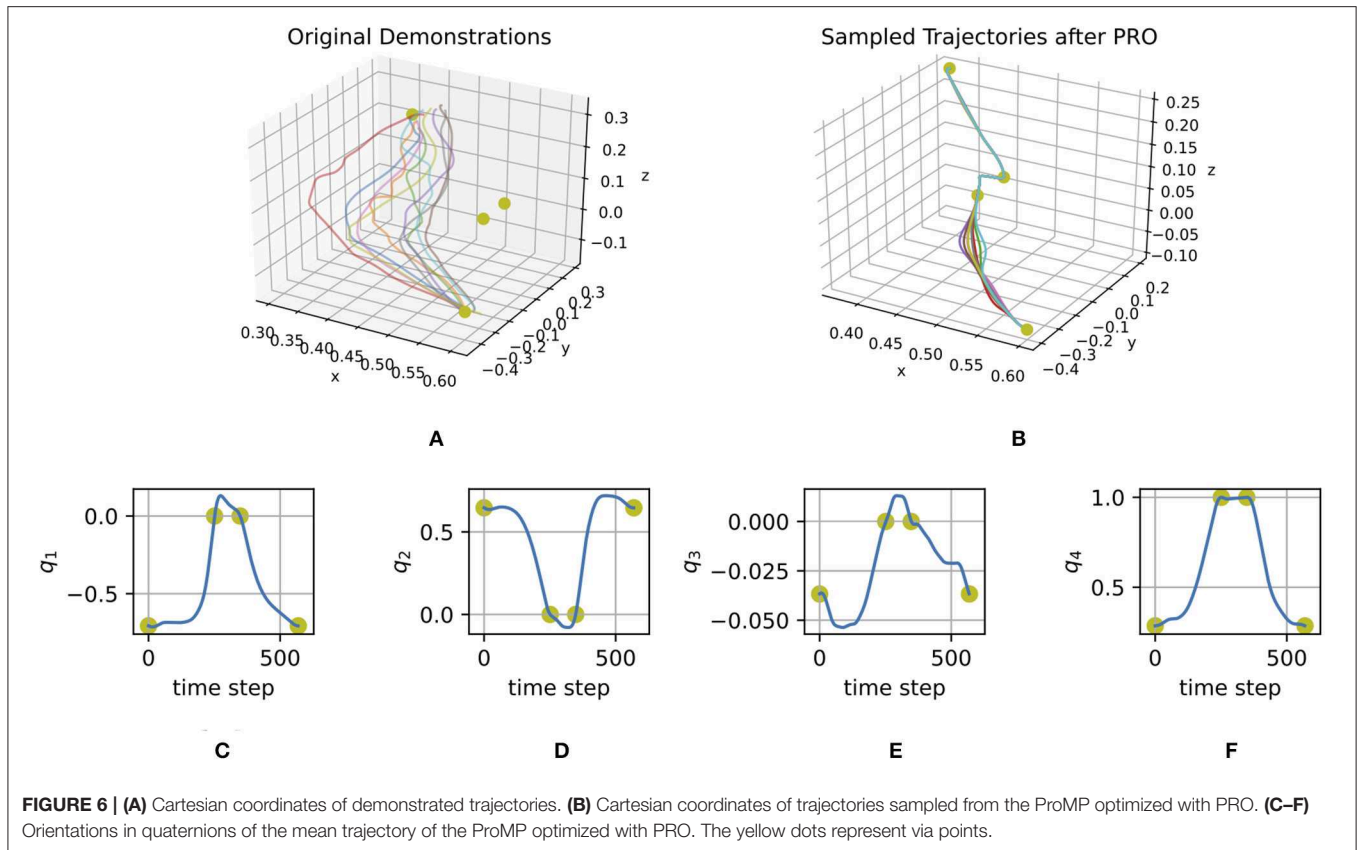 Original Demonstrations
Sampled Trajectories after PRO
0.3
0.2
0.1
0.0
−0.1
z
0.30
0.35
0.40
0.45
0.50
0.55
0.60
x
−0.4
−0.3
−0.2
−0.1
0.0
0.1
0.2
0.3
y
0.25
0.20
0.15
0.10
0.05
0.00
−0.05
−0.10
z
0.40
0.45
0.50
0.55
0.60
x
−0.4
−0.3
−0.2
−0.1
0.0
0.1
0.2
y
A
B
0.0
−0.5
q1
0 500
time step
0.5
0.0
q2
0 500
time step
0.000
−0.025
−0.050
q3
0 500
time step
1.0
0.5
q4
0 500
time step
C
D
E
F
FIGURE 6 | (A) Cartesian coordinates of demonstrated trajectories. (B) Cartesian coordinates of trajectories sampled from the ProMP optimized with PRO. (C–F)
Orientations in quaternions of the mean trajectory of the ProMP optimized with PRO. The yellow dots represent via points.